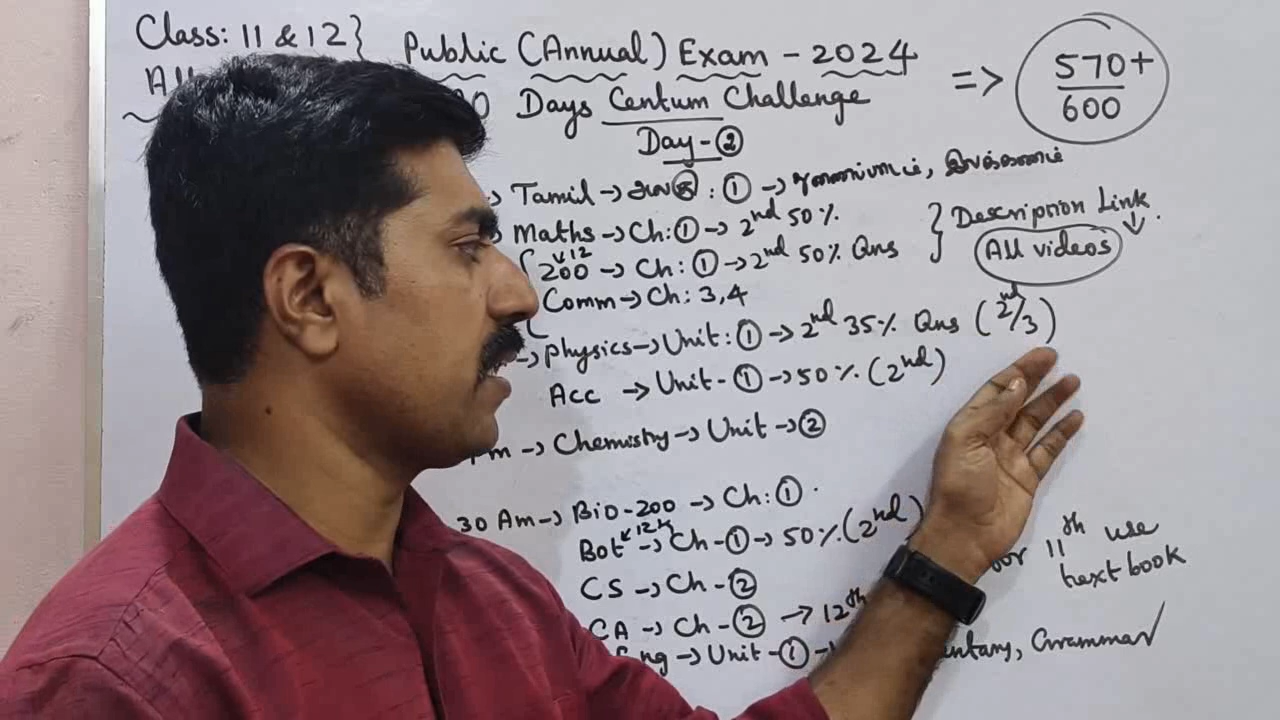 Class: 11 & 12}
Public (Annual) Exam - 2024
Days Centum Challenge
=> 570+/600
Day - ②
Tamil → : ① →
Maths → Ch: ① → 2nd 50%
} Description Link
All videos
{ 200 ↙12 → Ch: ① → 2nd 50% Qns
Comm → Ch: 3,4
→ Physics → Unit: ① → 2nd 35% Qns (2nd/3)
Acc → Unit - ① → 50% (2nd)
Pm → Chemistry → Unit → ②
30 Am → BiO-200 → Ch: ①
Bot → Ch - ① → 50% (2nd)
CS → Ch - ②
CA → Ch - ② → 12th
11th use
text book
Eng → Unit - ① → Grammar